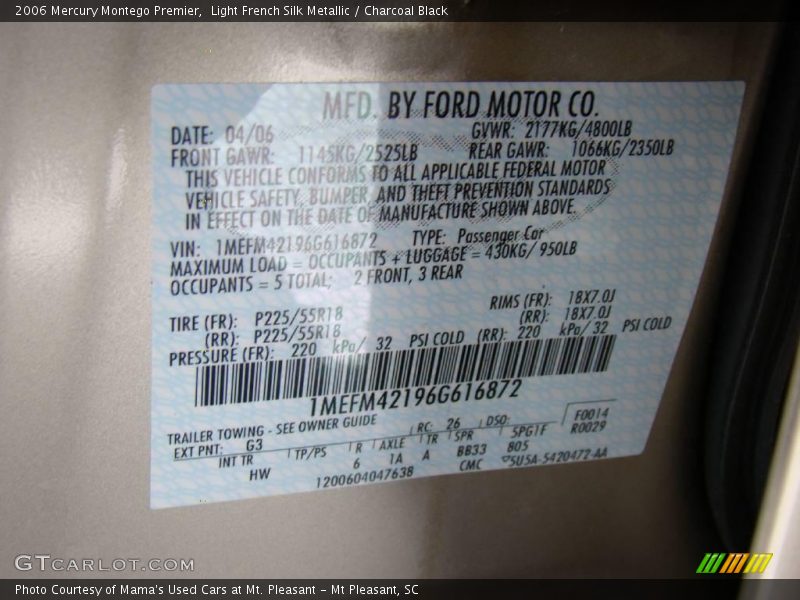 2006 Mercury Montego Premier,  Light French Silk Metallic / Charcoal Black
MFD. BY FORD MOTOR CO.
DATE: 04/06 GVWR: 2177KG/4800LB
FRONT GAWR: 1145KG/2525LB REAR GAWR: 1066KG/2350LB
THIS VEHICLE CONFORMS TO ALL APPLICABLE FEDERAL MOTOR
VEHICLE SAFETY, BUMPER, AND THEFT PREVENTION STANDARDS
IN EFFECT ON THE DATE OF MANUFACTURE SHOWN ABOVE.
VIN: 1MEFM42196G616872 TYPE: Passenger Car
MAXIMUM LOAD = OCCUPANTS + LUGGAGE = 430KG/ 950LB
OCCUPANTS = 5 TOTAL; 2 FRONT, 3 REAR
TIRE (FR): P225/55R18 RIMS (FR): 18X7.0J
(RR): P225/55R18 (RR): 18X7.0J
PRESSURE (FR): 220 kPa/ 32 PSI COLD (RR): 220 kPa/ 32 PSI COLD
1MEFM42196G616872
TRAILER TOWING - SEE OWNER GUIDE
EXT PNT: G3 RC: 26 DSO: F0014
R0029
INT TR TP/PS R AXLE TR SPR SPG1F
HW 6 1A A BB33 805
1200604047638 CMC 5U5A-5420472-AA
GTCARLOT.COM
Photo Courtesy of Mama's Used Cars at Mt. Pleasant - Mt Pleasant, SC